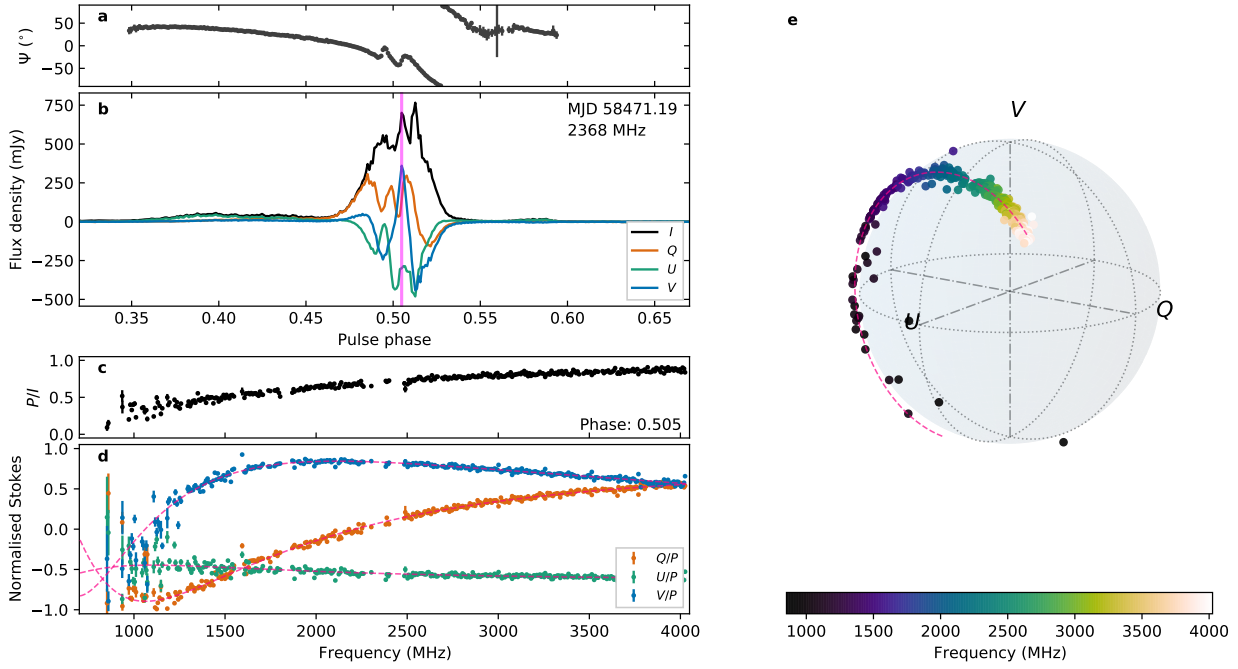 a
50
0
−50
Ψ (°)
b
MJD 58471.19
2368 MHz
750
500
250
0
−250
−500
Flux density (mJy)
I
Q
U
V
0.35
0.40
0.45
0.50
0.55
0.60
0.65
Pulse phase
c
1.0
0.5
0.0
P/I
Phase: 0.505
d
1.0
0.5
0.0
−0.5
−1.0
Normalised Stokes
Q/P
U/P
V/P
1000
1500
2000
2500
3000
3500
4000
Frequency (MHz)
e
V
U
Q
1000
1500
2000
2500
3000
3500
4000
Frequency (MHz)